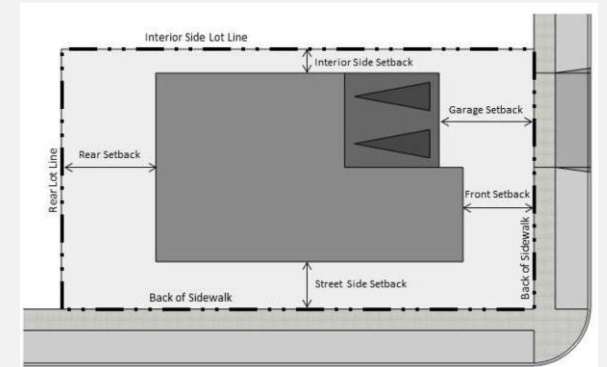 Interior Side Lot Line
Interior Side Setback
Garage Setback
Rear Setback
Rear Lot Line
Front Setback
Back of Sidewalk
Street Side Setback
Back of Sidewalk